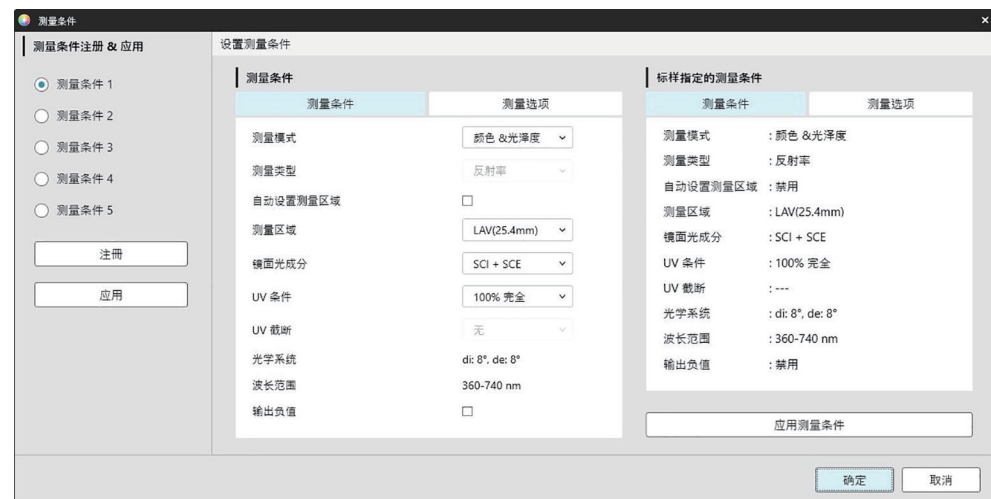 测量条件
测量条件注册 & 应用
测量条件 1
测量条件 2
测量条件 3
测量条件 4
测量条件 5
注冊
应用
设置测量条件
测量条件
测量条件 测量选项
测量模式 颜色 &光泽度
测量类型 反射率
自动设置测量区域
测量区域 LAV(25.4mm)
镜面光成分 SCI + SCE
UV 条件 100% 完全
UV 截断 无
光学系统 di: 8°, de: 8°
波长范围 360-740 nm
输出负值
标样指定的测量条件
测量条件 测量选项
测量模式 : 颜色 &光泽度
测量类型 : 反射率
自动设置测量区域 : 禁用
测量区域 : LAV(25.4mm)
镜面光成分 : SCI + SCE
UV 条件 : 100% 完全
UV 截断 : ---
光学系统 : di: 8°, de: 8°
波长范围 : 360-740 nm
输出负值 : 禁用
应用测量条件
确定 取消